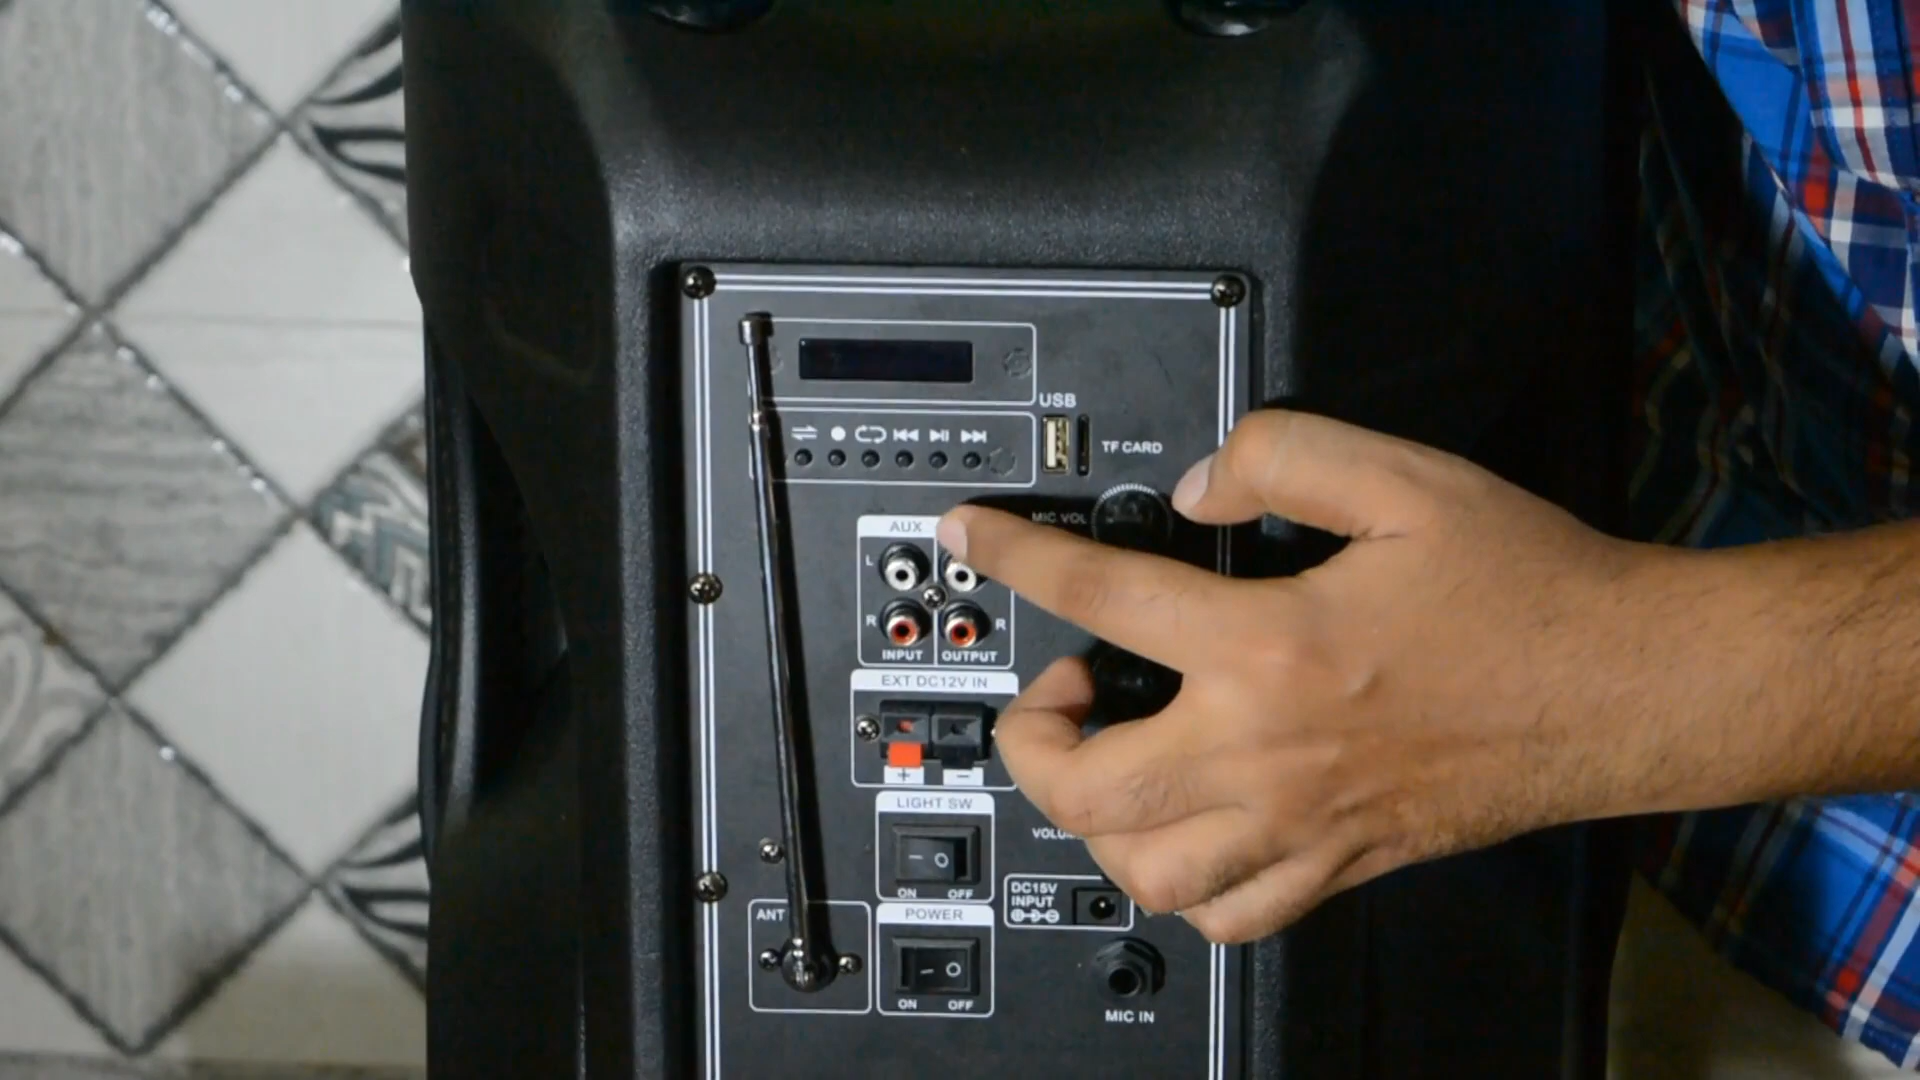 USB
TF CARD
MIC VOL
AUX
L
R
R
INPUT
OUTPUT
EXT DC12V IN
+
−
LIGHT SW
— O
ON
OFF
DC15V
INPUT
ANT
POWER
— O
ON
OFF
MIC IN